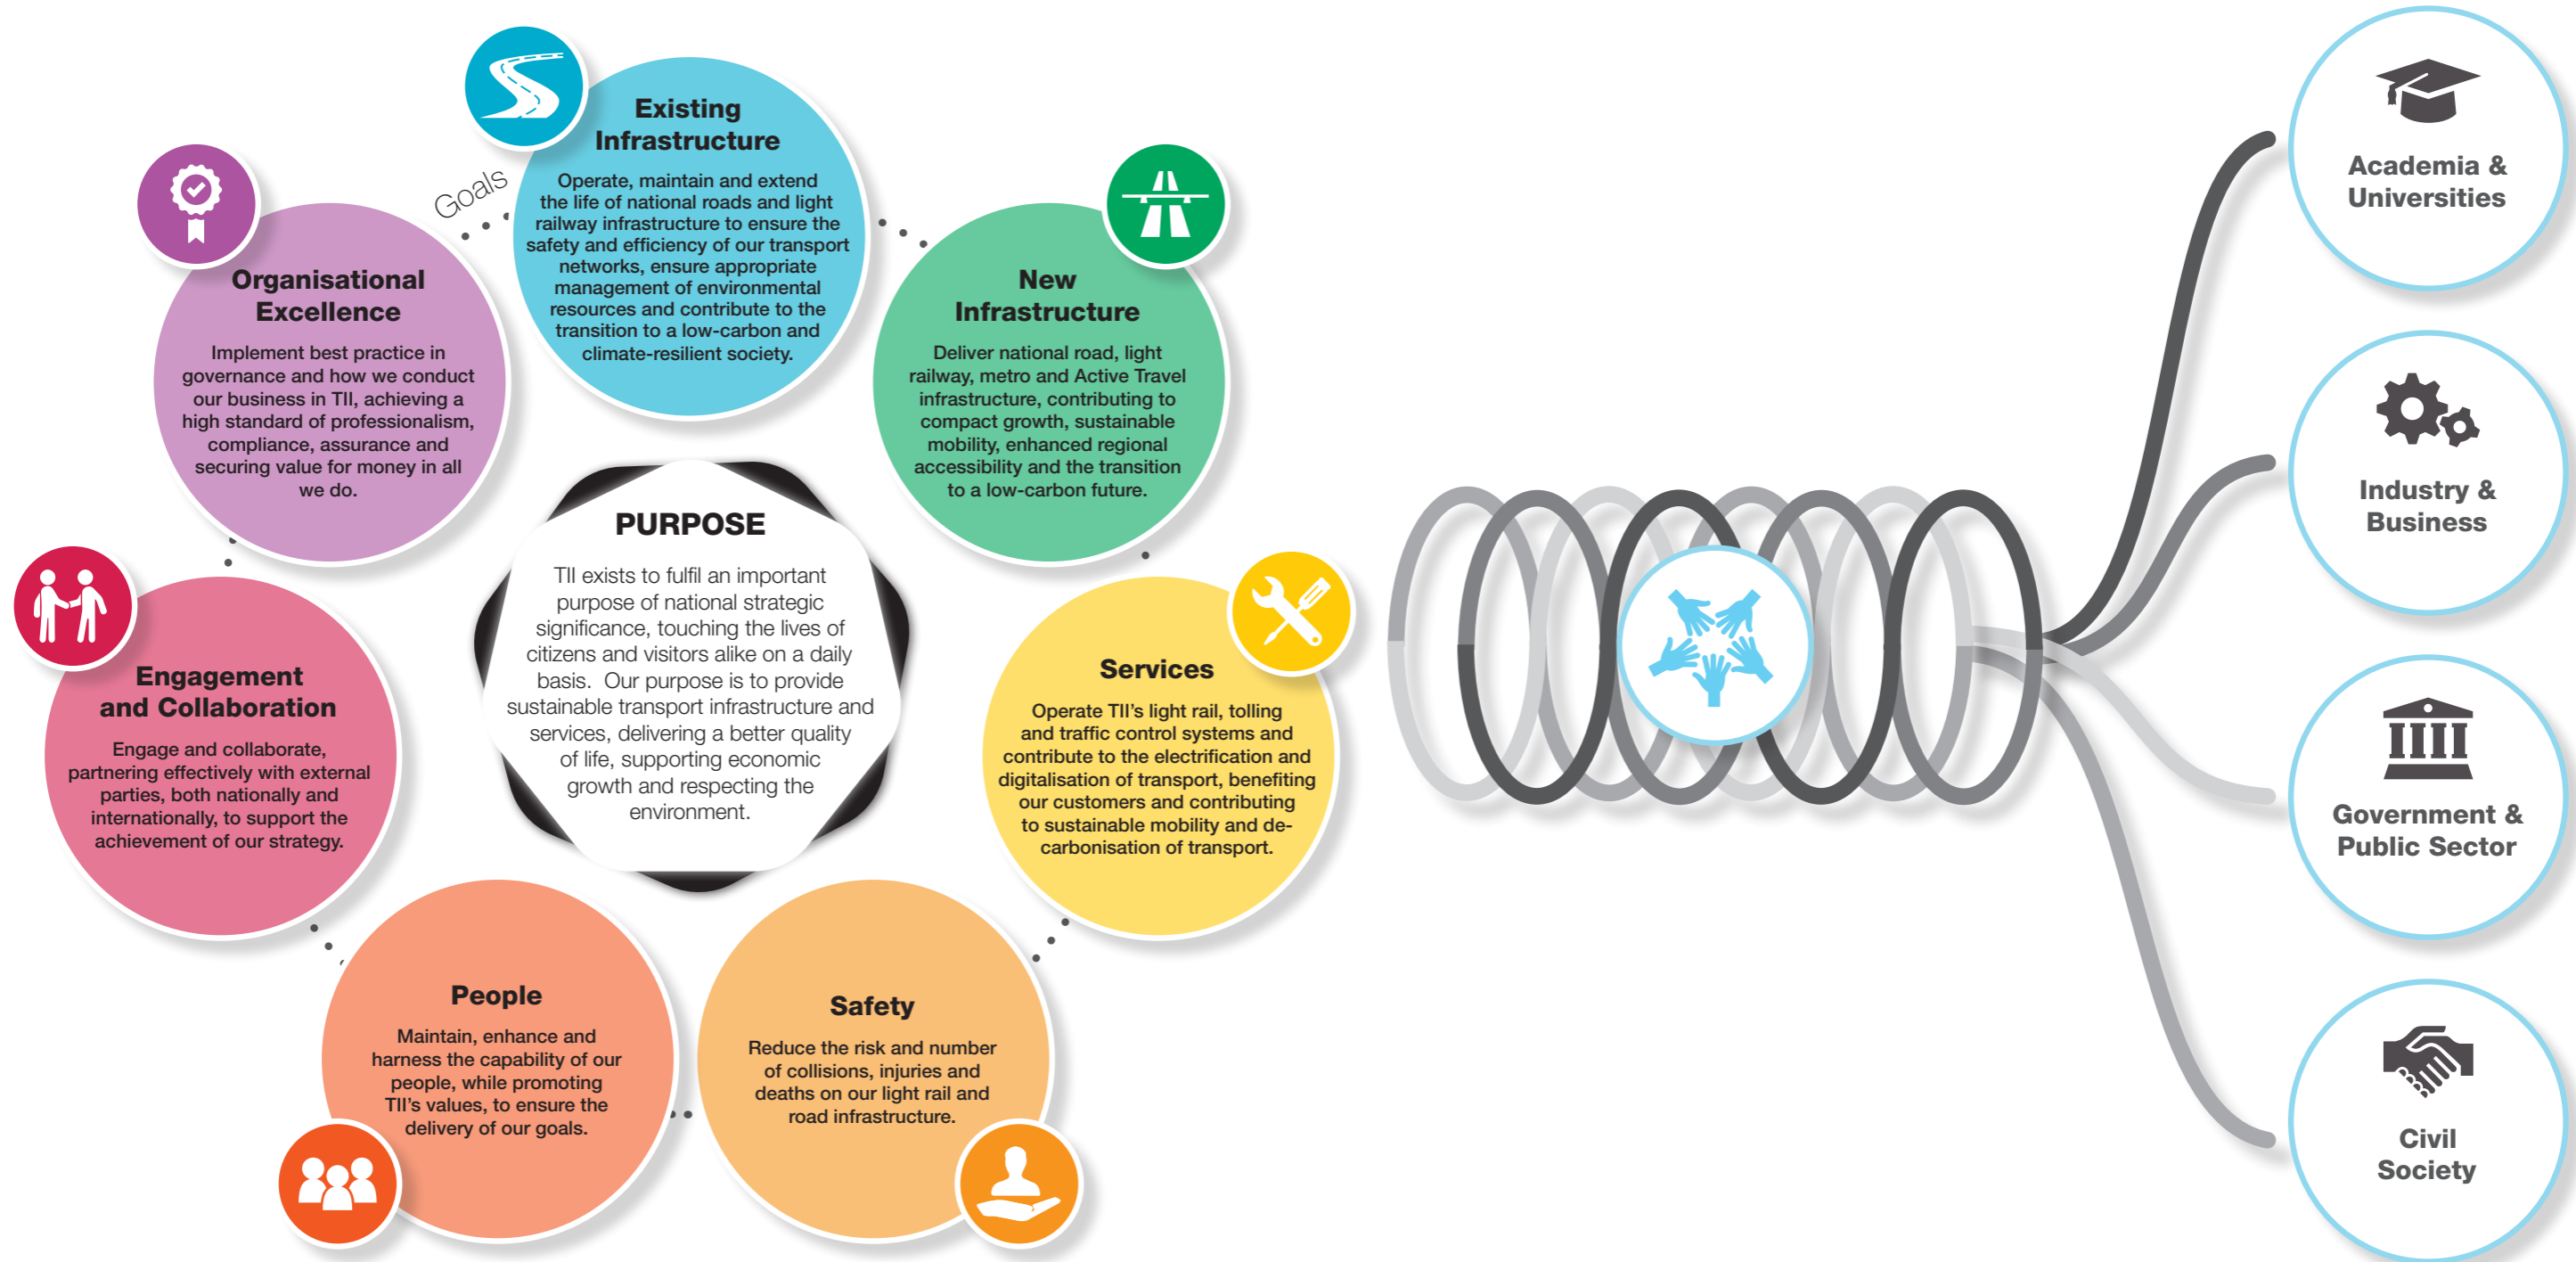 Goals
Existing
Infrastructure
Operate, maintain and extend
the life of national roads and light
railway infrastructure to ensure the
safety and efficiency of our transport
networks, ensure appropriate
management of environmental
resources and contribute to the
transition to a low-carbon and
climate-resilient society.
New
Infrastructure
Deliver national road, light
railway, metro and Active Travel
infrastructure, contributing to
compact growth, sustainable
mobility, enhanced regional
accessibility and the transition
to a low-carbon future.
Services
Operate TII's light rail, tolling
and traffic control systems and
contribute to the electrification and
digitalisation of transport, benefiting
our customers and contributing
to sustainable mobility and de-
carbonisation of transport.
Safety
Reduce the risk and number
of collisions, injuries and
deaths on our light rail and
road infrastructure.
People
Maintain, enhance and
harness the capability of our
people, while promoting
TII's values, to ensure the
delivery of our goals.
Engagement
and Collaboration
Engage and collaborate,
partnering effectively with external
parties, both nationally and
internationally, to support the
achievement of our strategy.
Organisational
Excellence
Implement best practice in
governance and how we conduct
our business in TII, achieving a
high standard of professionalism,
compliance, assurance and
securing value for money in all
we do.
PURPOSE
TII exists to fulfil an important
purpose of national strategic
significance, touching the lives of
citizens and visitors alike on a daily
basis. Our purpose is to provide
sustainable transport infrastructure and
services, delivering a better quality
of life, supporting economic
growth and respecting the
environment.
Academia &
Universities
Industry &
Business
Government &
Public Sector
Civil
Society